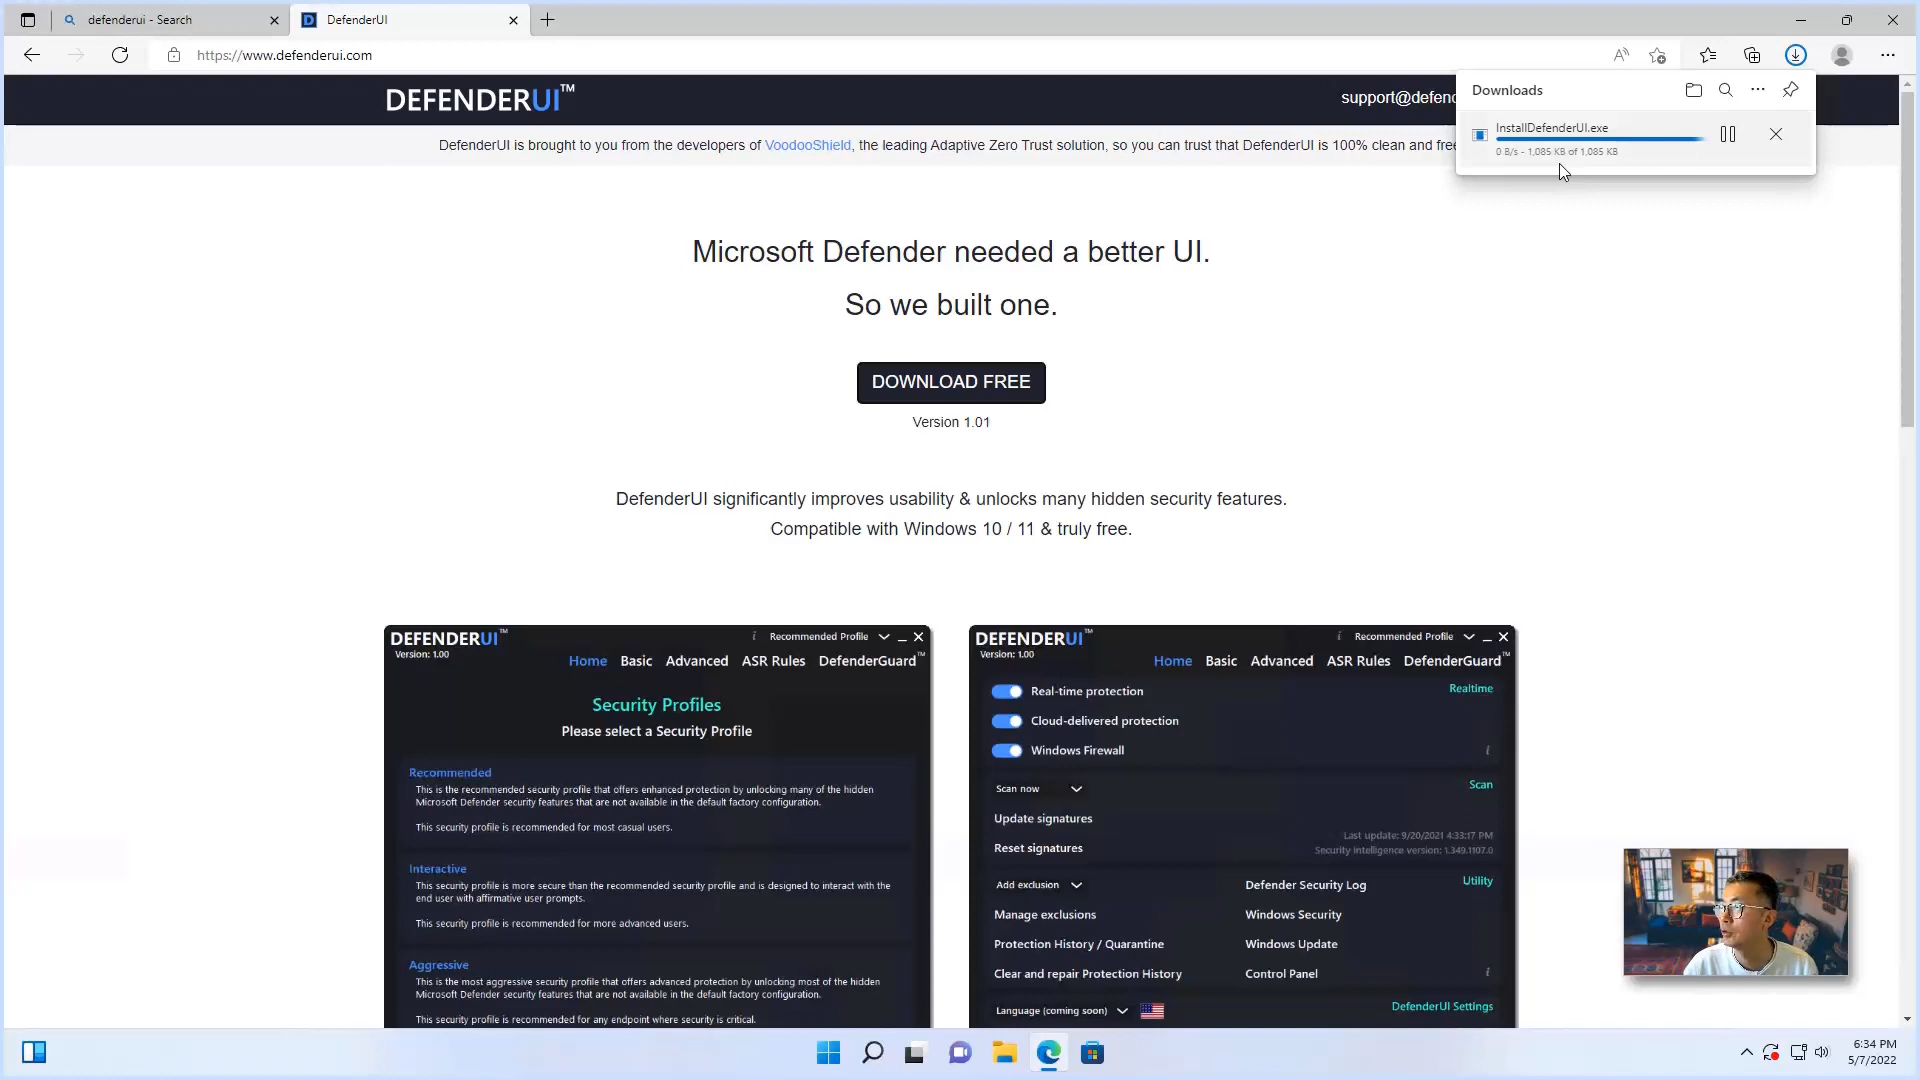 defenderui - Search
DefenderUI
https://www.defenderui.com
DEFENDERUI™
support@defend
Downloads
InstallDefenderUI.exe
0 B/s - 1,085 KB of 1,085 KB
DefenderUI is brought to you from the developers of VoodooShield, the leading Adaptive Zero Trust solution, so you can trust that DefenderUI is 100% clean and free
Microsoft Defender needed a better UI.
So we built one.
DOWNLOAD FREE
Version 1.01
DefenderUI significantly improves usability & unlocks many hidden security features.
Compatible with Windows 10 / 11 & truly free.
DEFENDERUI™
Version: 1.00
i Recommended Profile
Home Basic Advanced ASR Rules DefenderGuard™
Security Profiles
Please select a Security Profile
Recommended
This is the recommended security profile that offers enhanced protection by unlocking many of the hidden
Microsoft Defender security features that are not available in the default factory configuration.
This security profile is recommended for most casual users.
Interactive
This security profile is more secure than the recommended security profile and is designed to interact with the
end user with affirmative user prompts.
This security profile is recommended for more advanced users.
Aggressive
This is the most aggressive security profile that offers advanced protection by unlocking most of the hidden
Microsoft Defender security features that are not available in the default factory configuration.
This security profile is recommended for any endpoint where security is critical.
DEFENDERUI™
Version: 1.00
i Recommended Profile
Home Basic Advanced ASR Rules DefenderGuard™
Real-time protection
Realtime
Cloud-delivered protection
Windows Firewall
i
Scan now
Scan
Update signatures
Last update: 9/20/2021 4:33:17 PM
Reset signatures
Security intelligence version: 1.349.1107.0
Add exclusion
Defender Security Log
Utility
Manage exclusions
Windows Security
Protection History / Quarantine
Windows Update
Clear and repair Protection History
Control Panel
i
Language (coming soon)
DefenderUI Settings
6:34 PM
5/7/2022